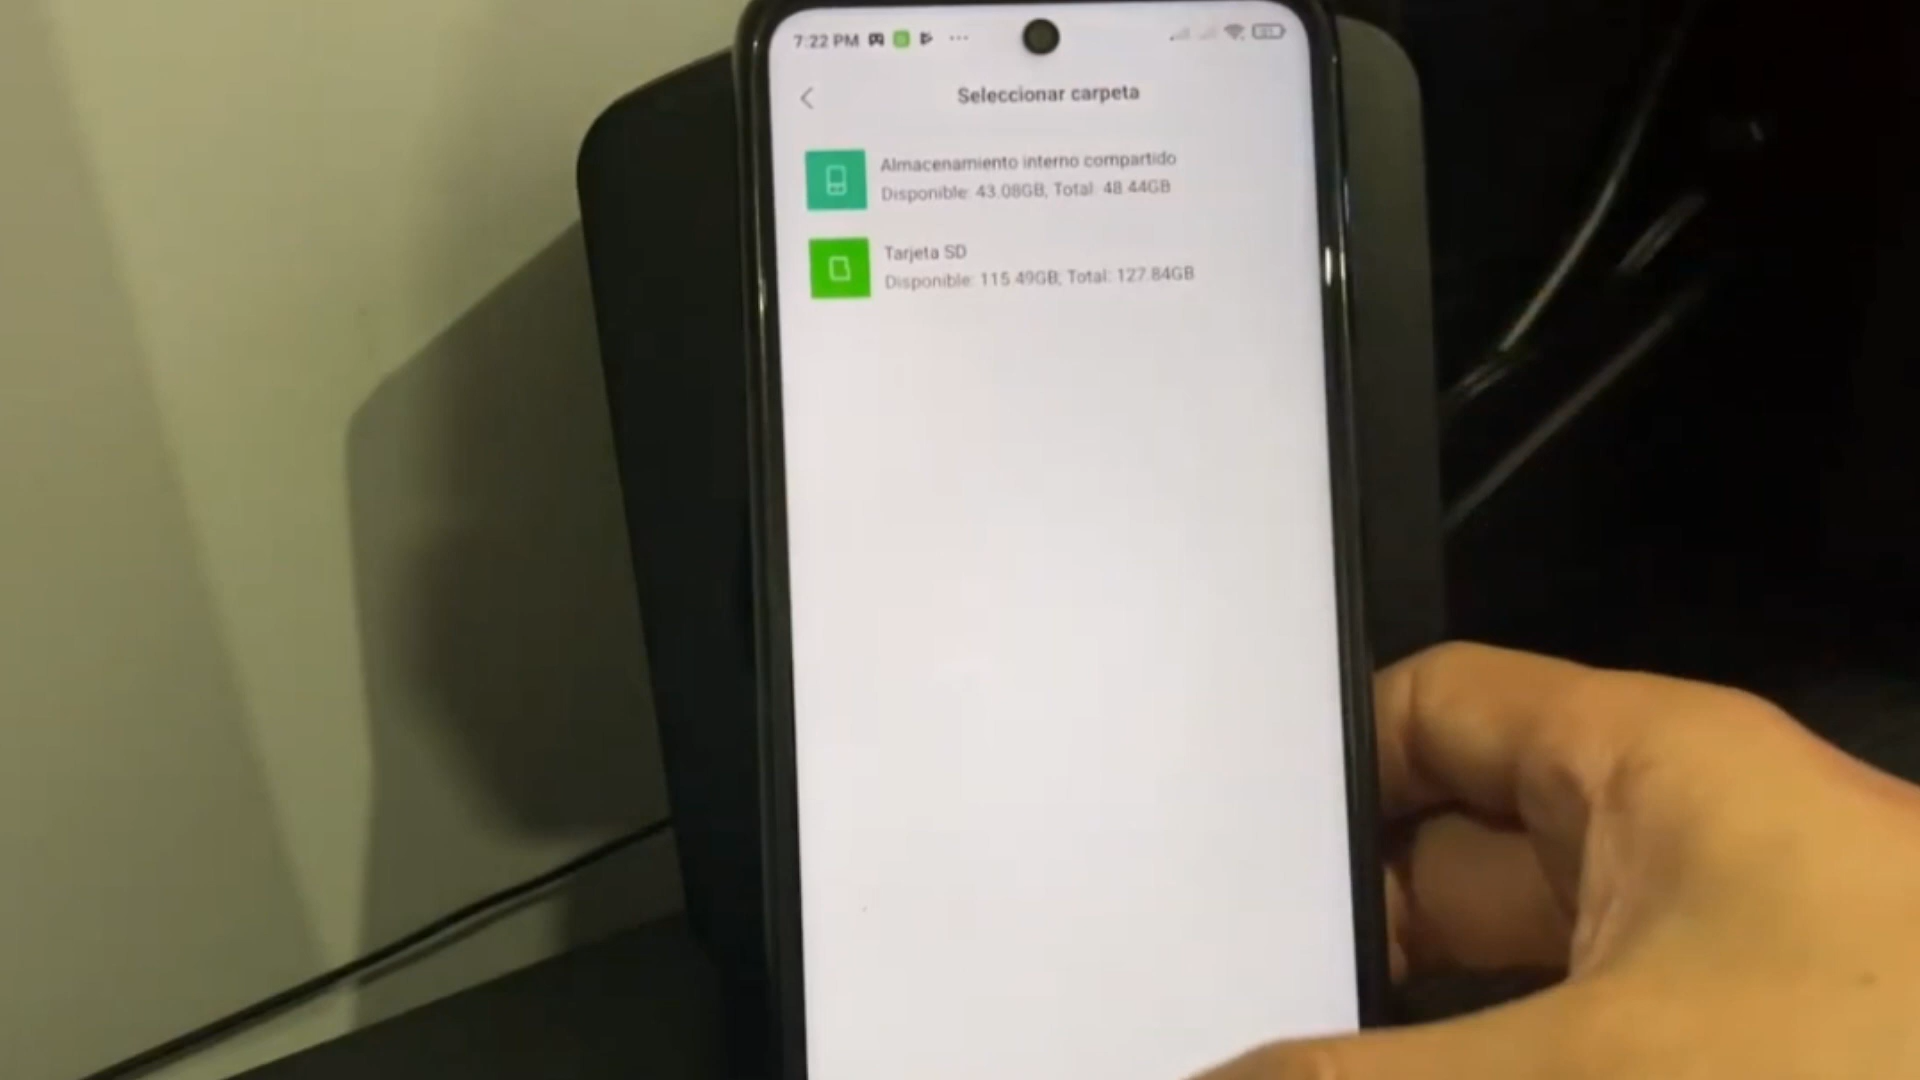 7:22 PM
Seleccionar carpeta
Almacenamiento interno compartido
Disponible: 43.08GB, Total: 48.44GB
Tarjeta SD
Disponible: 115.49GB, Total: 127.84GB